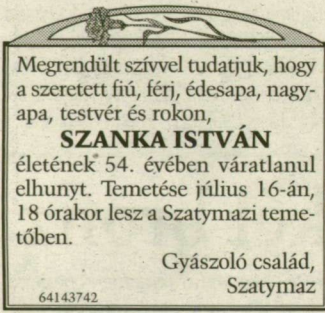 Megrendült szívvel tudatjuk, hogy
a szeretett fiú, férj, édesapa, nagy-
apa, testvér és rokon,
SZANKA ISTVÁN
életének 54. évében váratlanul
elhunyt. Temetése július 16-án,
18 órakor lesz a Szatymazi teme-
tőben.
Gyászoló család,
Szatymaz
64143742